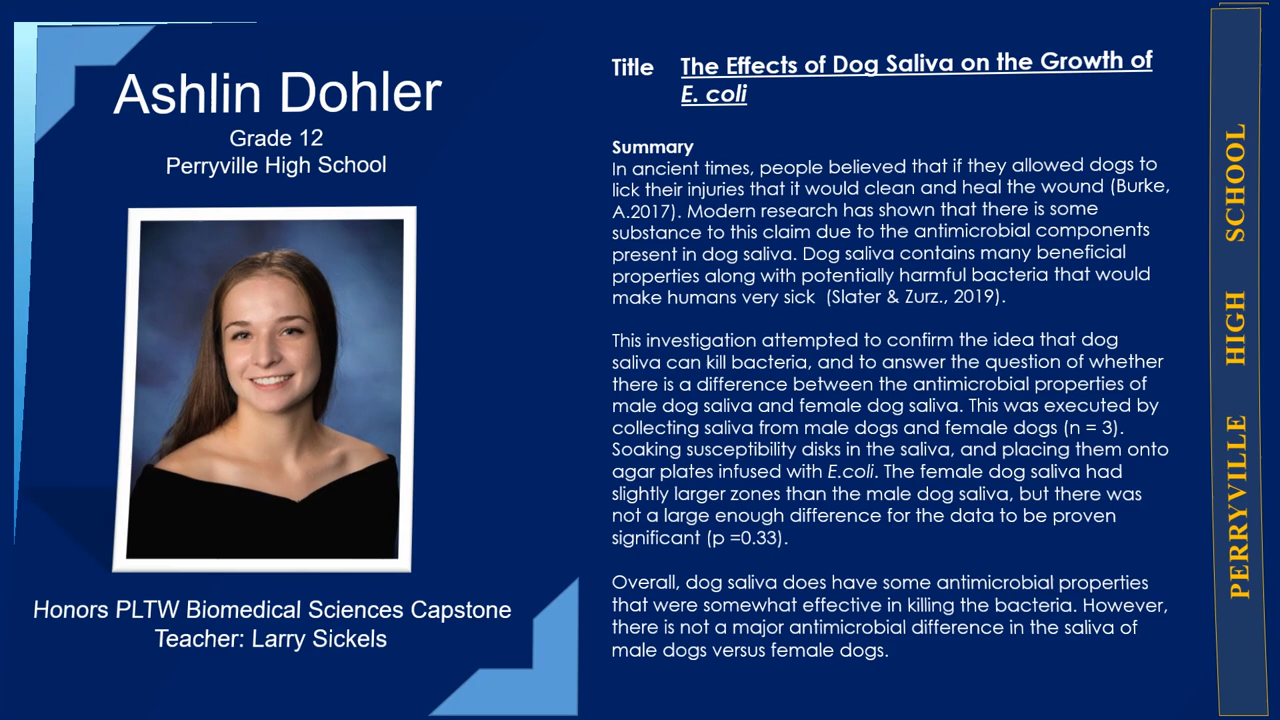 Ashlin Dohler
Grade 12
Perryville High School
Honors PLTW Biomedical Sciences Capstone
Teacher: Larry Sickels
Title The Effects of Dog Saliva on the Growth of
E. coli
Summary
In ancient times, people believed that if they allowed dogs to
lick their injuries that it would clean and heal the wound (Burke,
A.2017). Modern research has shown that there is some
substance to this claim due to the antimicrobial components
present in dog saliva. Dog saliva contains many beneficial
properties along with potentially harmful bacteria that would
make humans very sick (Slater & Zurz., 2019).
This investigation attempted to confirm the idea that dog
saliva can kill bacteria, and to answer the question of whether
there is a difference between the antimicrobial properties of
male dog saliva and female dog saliva. This was executed by
collecting saliva from male dogs and female dogs (n = 3).
Soaking susceptibility disks in the saliva, and placing them onto
agar plates infused with E.coli. The female dog saliva had
slightly larger zones than the male dog saliva, but there was
not a large enough difference for the data to be proven
significant (p =0.33).
Overall, dog saliva does have some antimicrobial properties
that were somewhat effective in killing the bacteria. However,
there is not a major antimicrobial difference in the saliva of
male dogs versus female dogs.
PERRYVILLE HIGH SCHOOL